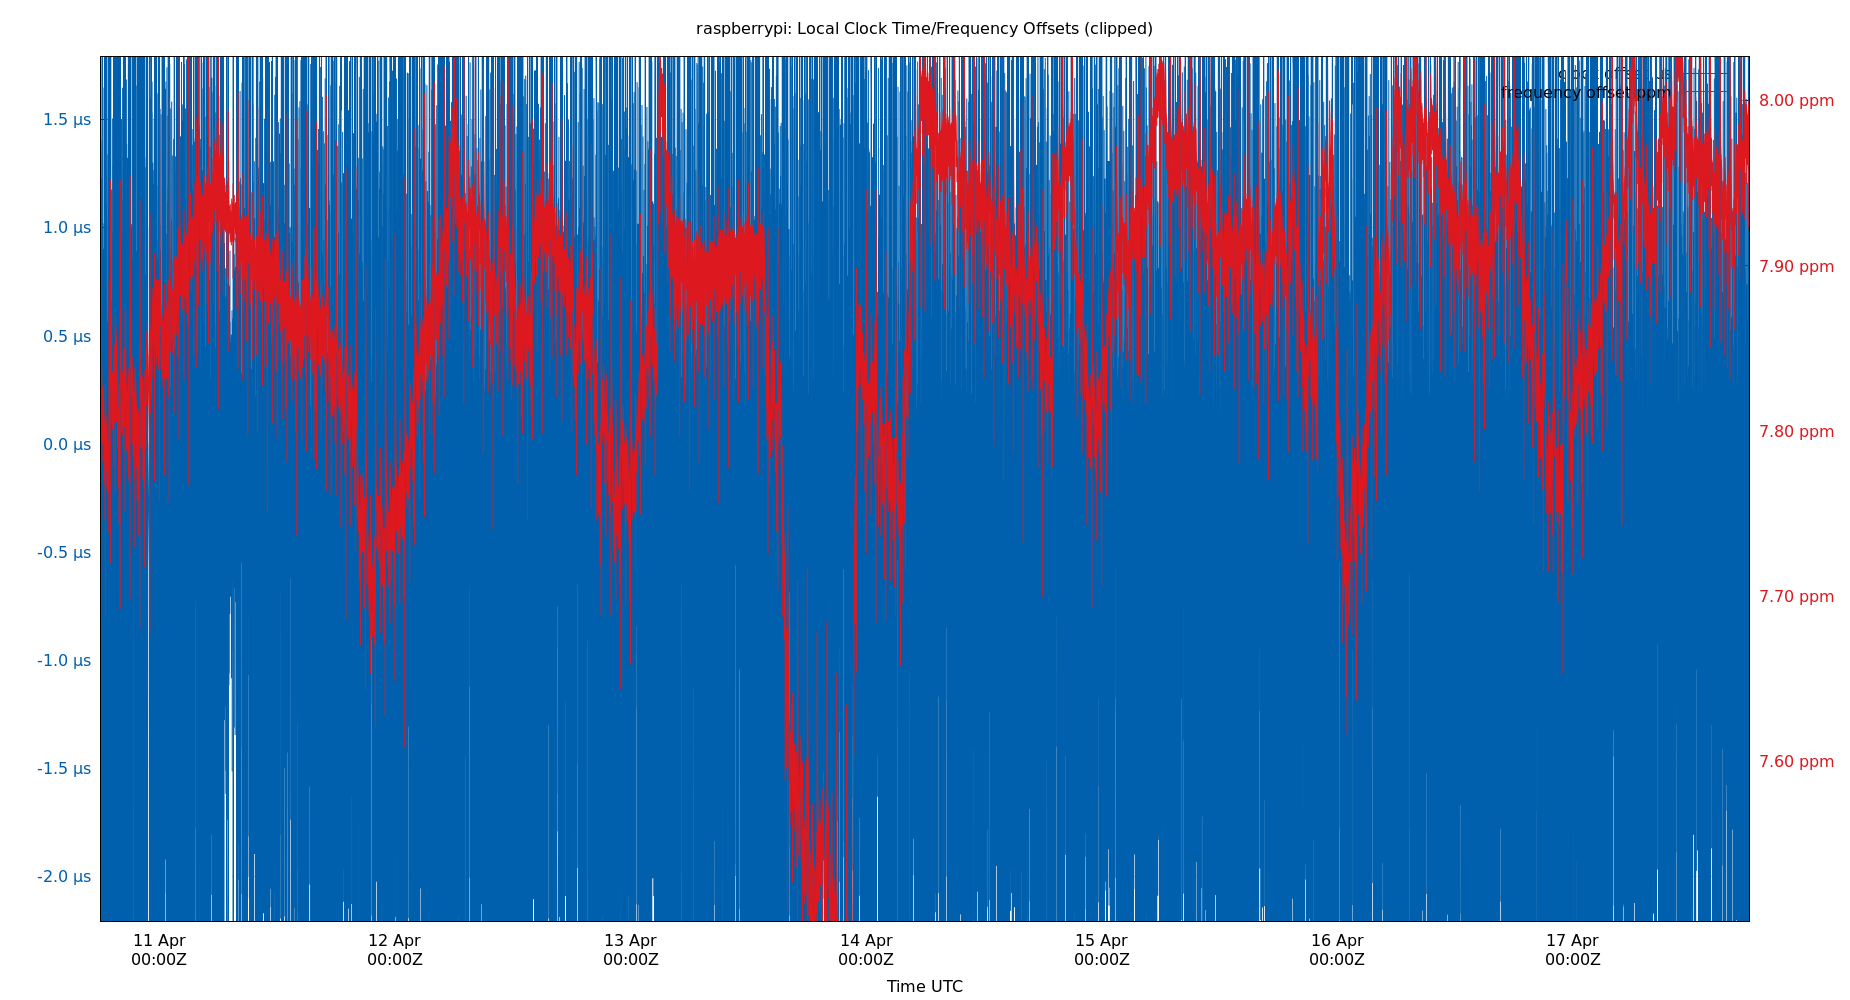 raspberrypi: Local Clock Time/Frequency Offsets (clipped)
frequency offset ppm
1.5 µs
1.0 µs
0.5 µs
0.0 µs
-0.5 µs
-1.0 µs
-1.5 µs
-2.0 µs
8.00 ppm
7.90 ppm
7.80 ppm
7.70 ppm
7.60 ppm
11 Apr
00:00Z
12 Apr
00:00Z
13 Apr
00:00Z
14 Apr
00:00Z
15 Apr
00:00Z
16 Apr
00:00Z
17 Apr
00:00Z
Time UTC